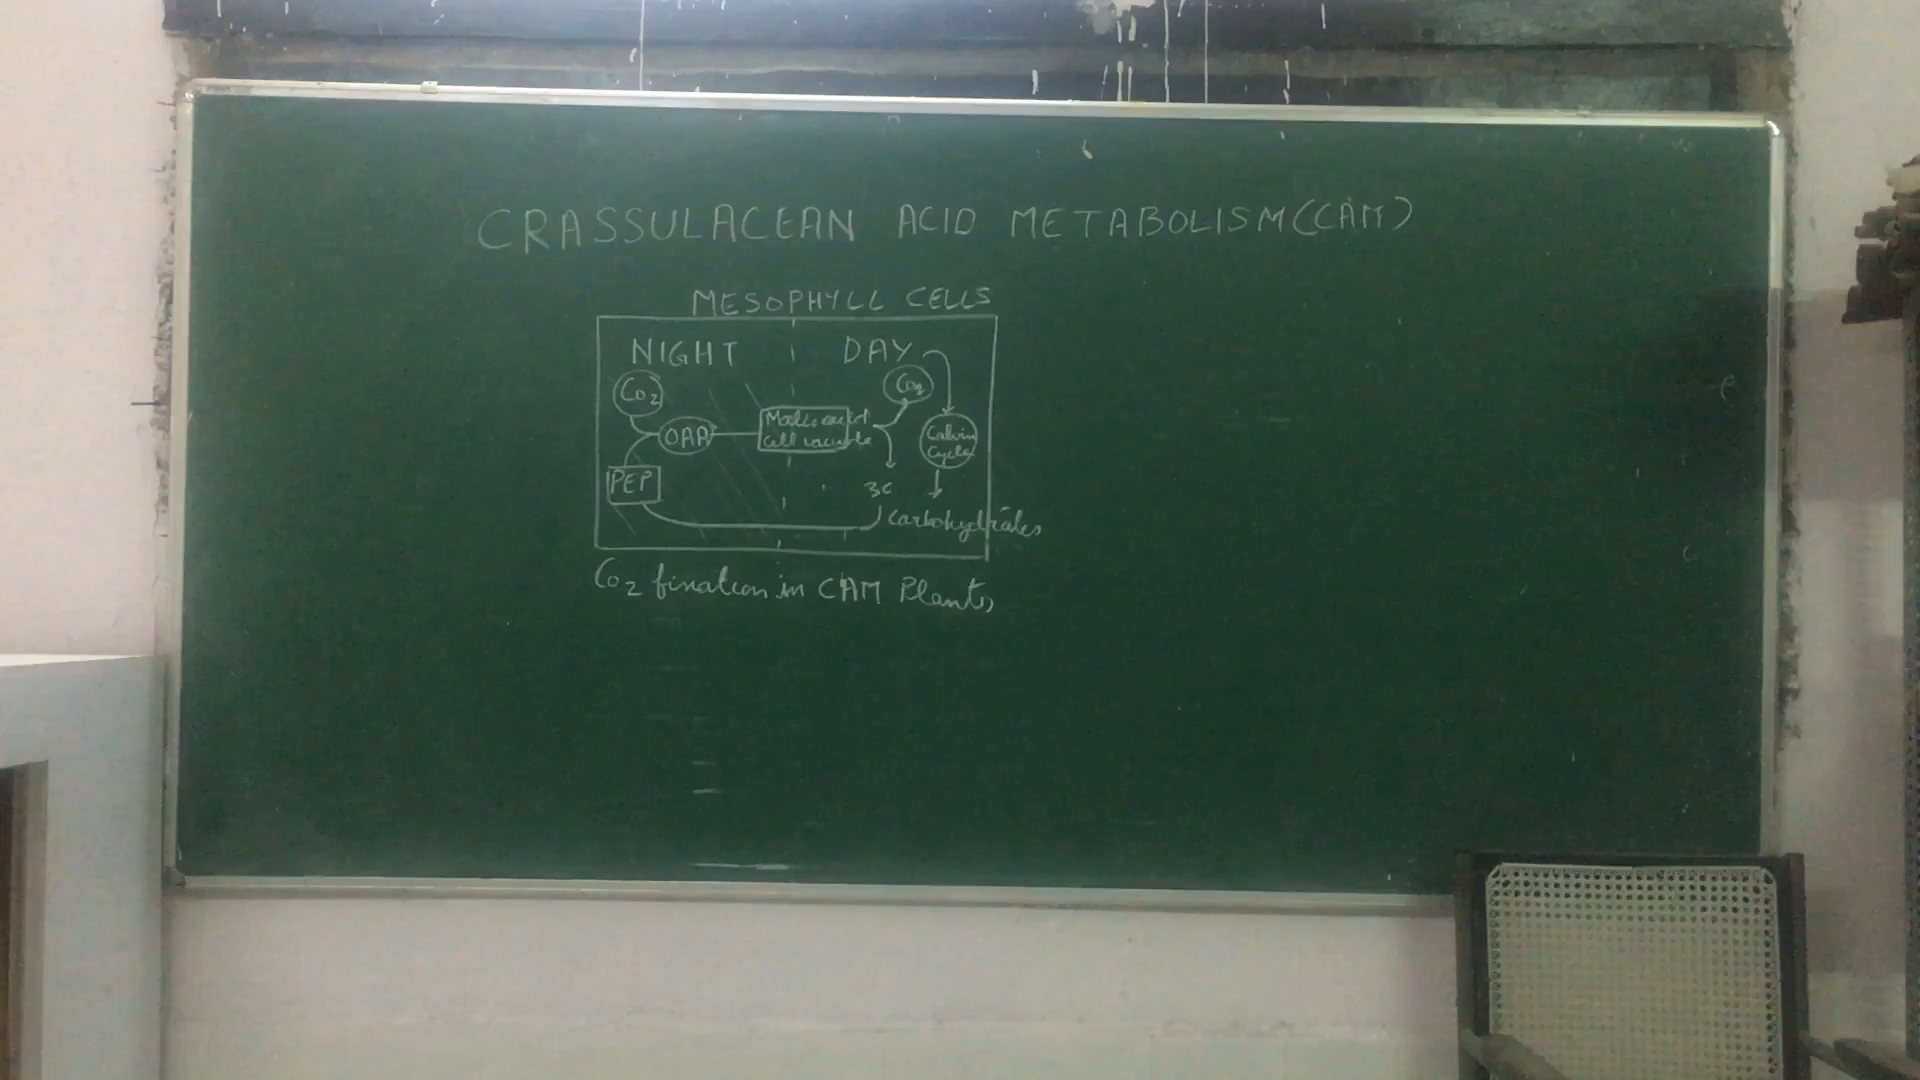 CRASSULACEAN ACID METABOLISM (CAM)
MESOPHYLL CELLS
NIGHT DAY
Co2 Co2
OAA
Malic acid of
Cell vacuole
Calvin
Cycle
PEP
3C
Carbohydrates
Co2 fixation in CAM Plants